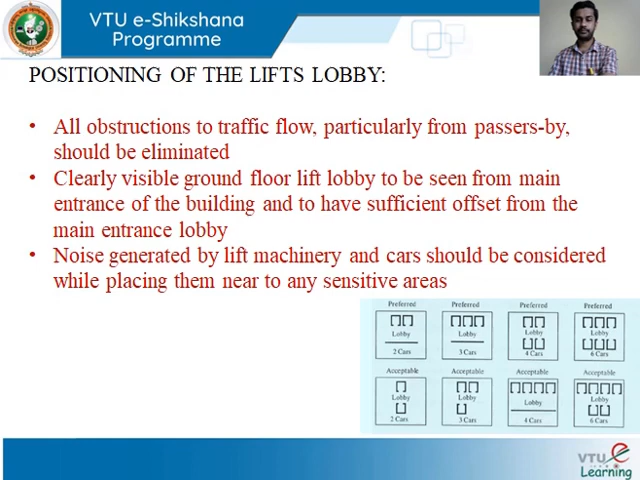 VTU e-Shikshana
Programme
POSITIONING OF THE LIFTS LOBBY:
• All obstructions to traffic flow, particularly from passers-by,
should be eliminated
• Clearly visible ground floor lift lobby to be seen from main
entrance of the building and to have sufficient offset from the
main entrance lobby
• Noise generated by lift machinery and cars should be considered
while placing them near to any sensitive areas
Preferred Preferred Preferred Preferred
Lobby Lobby Lobby Lobby
2 Cars 3 Cars 4 Cars 6 Cars
Acceptable Acceptable Acceptable Acceptable
Lobby Lobby Lobby Lobby
2 Cars 3 Cars 4 Cars 6 Cars
VTU e
Learning